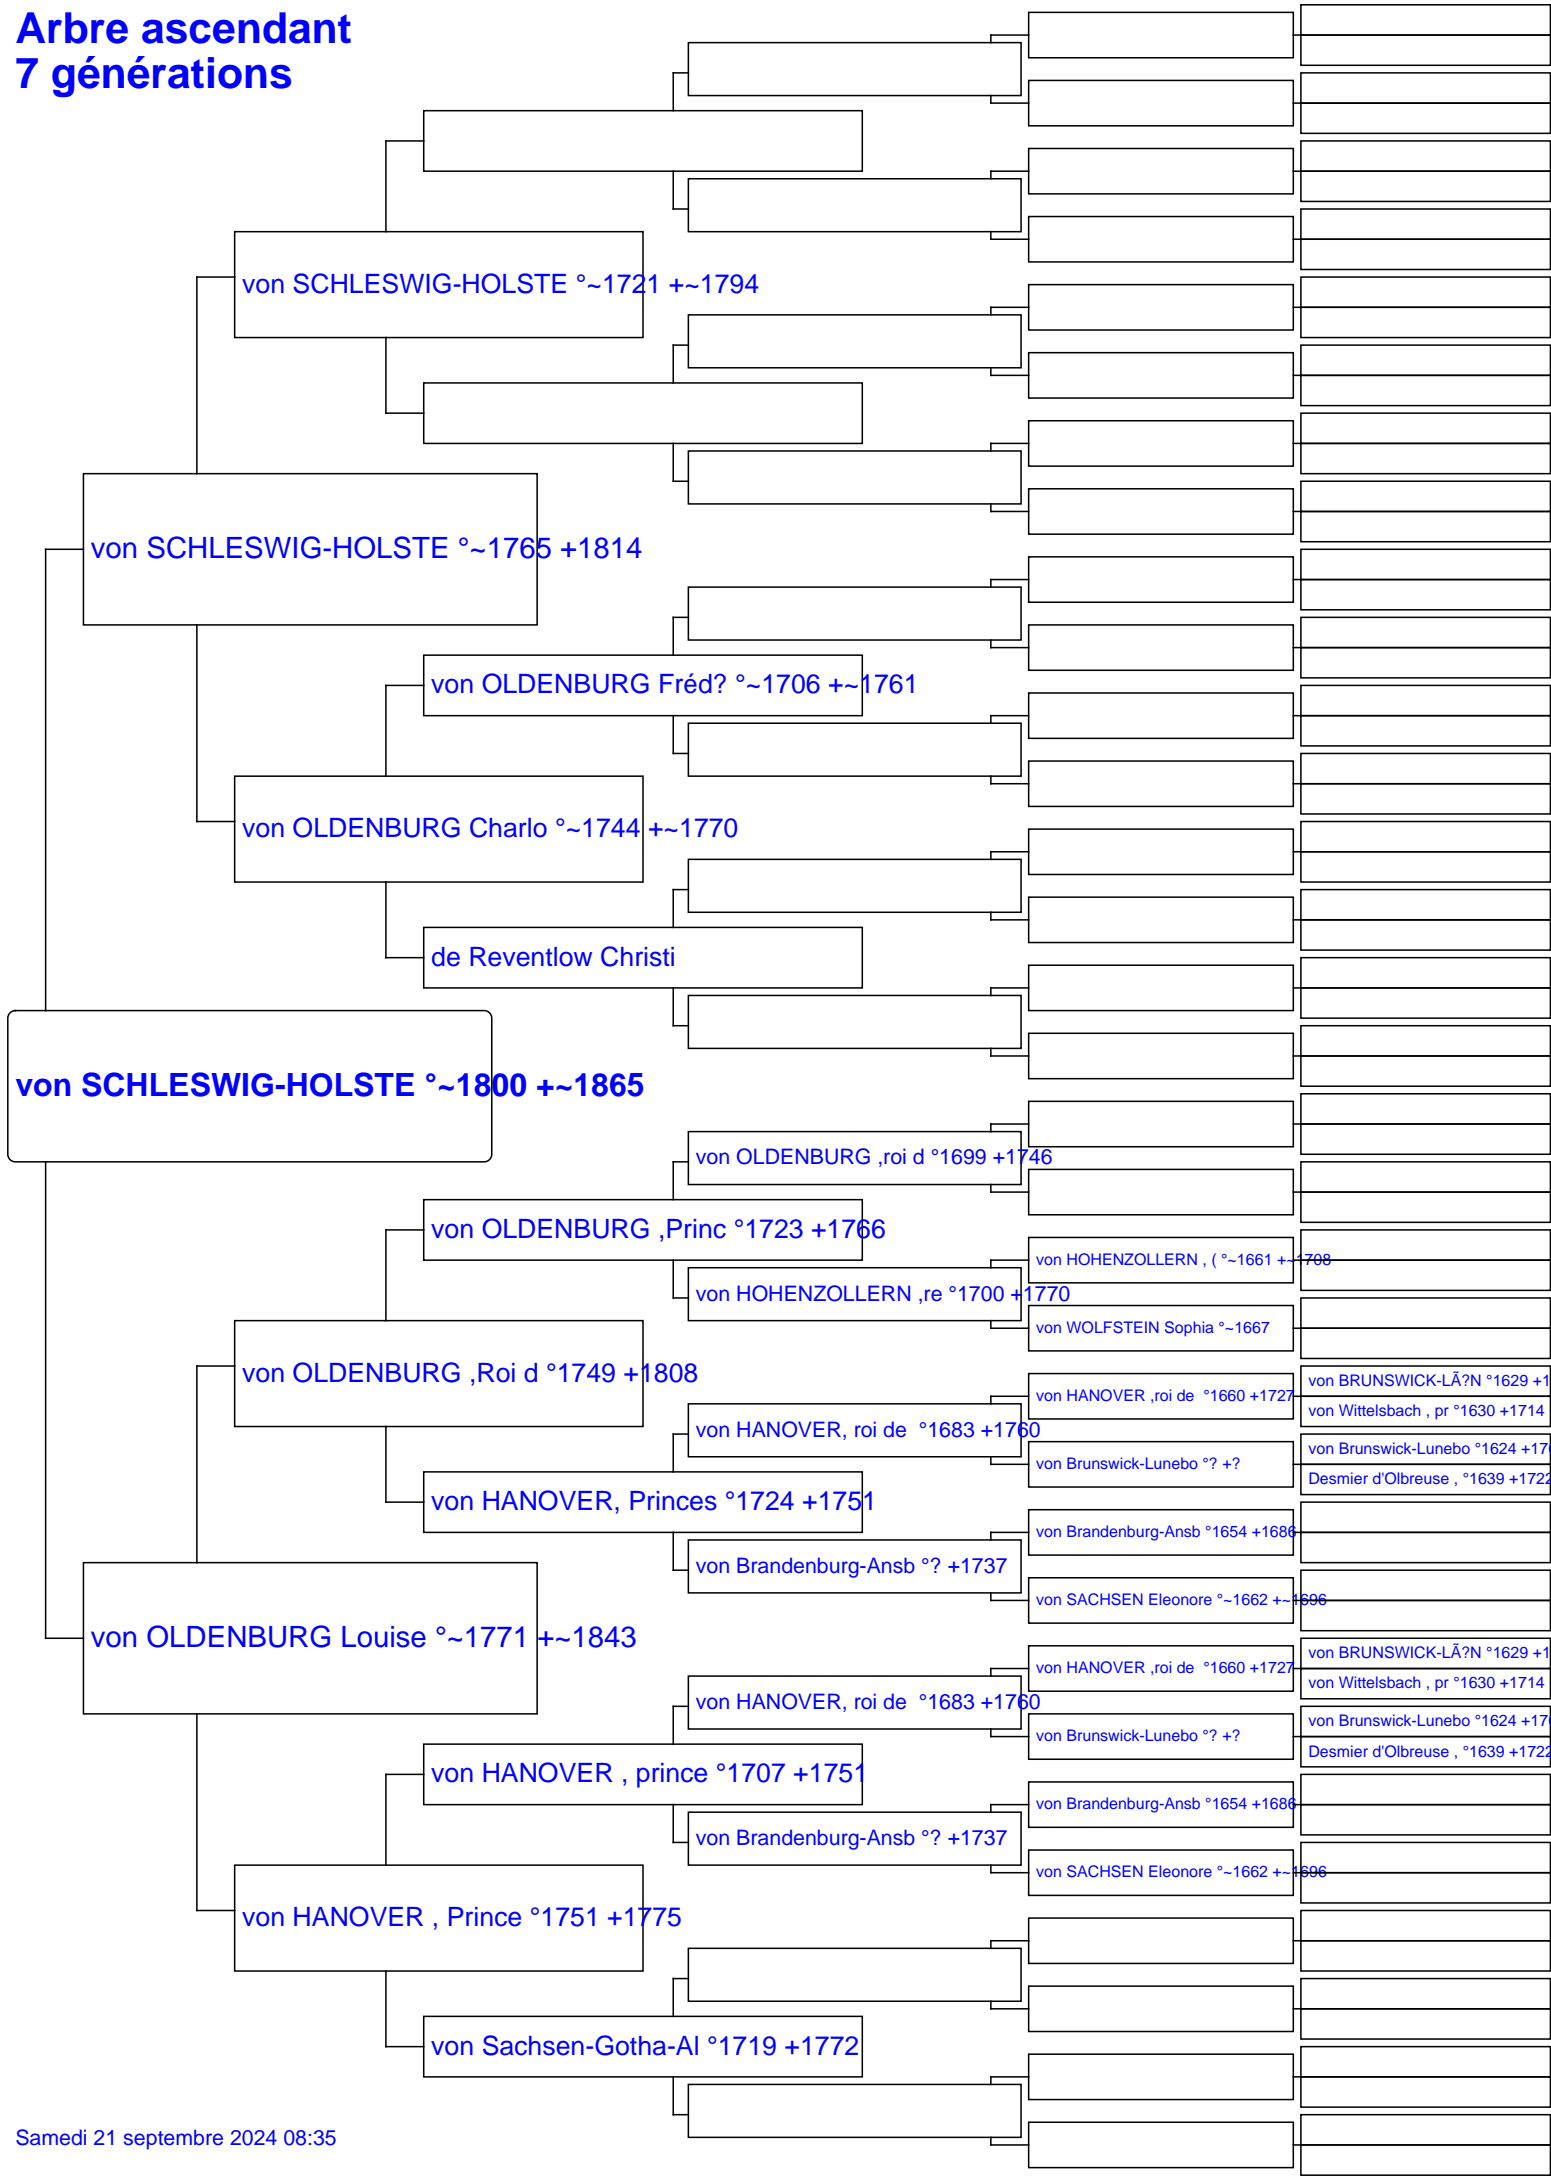 Arbre ascendant
7 générations
von SCHLESWIG-HOLSTE °~1721 +~1794
von SCHLESWIG-HOLSTE °~1765 +1814
von OLDENBURG Fréd? °~1706 +~1761
von OLDENBURG Charlo °~1744 +~1770
de Reventlow Christi
von SCHLESWIG-HOLSTE °~1800 +~1865
von OLDENBURG ,roi d °1699 +1746
von OLDENBURG ,Princ °1723 +1766
von HOHENZOLLERN , ( °~1661 +~1708
von HOHENZOLLERN ,re °1700 +1770
von WOLFSTEIN Sophia °~1667
von OLDENBURG ,Roi d °1749 +1808
von BRUNSWICK-LÃ?N °1629 +1
von HANOVER ,roi de  °1660 +1727
von Wittelsbach , pr °1630 +1714
von HANOVER, roi de  °1683 +1760
von Brunswick-Lunebo °1624 +17
von Brunswick-Lunebo °? +?
Desmier d'Olbreuse , °1639 +1722
von HANOVER, Princes °1724 +1751
von Brandenburg-Ansb °1654 +1686
von Brandenburg-Ansb °? +1737
von SACHSEN Eleonore °~1662 +~1696
von OLDENBURG Louise °~1771 +~1843
von BRUNSWICK-LÃ?N °1629 +1
von HANOVER ,roi de  °1660 +1727
von Wittelsbach , pr °1630 +1714
von HANOVER, roi de  °1683 +1760
von Brunswick-Lunebo °1624 +17
von Brunswick-Lunebo °? +?
Desmier d'Olbreuse , °1639 +1722
von HANOVER , prince °1707 +1751
von Brandenburg-Ansb °1654 +1686
von Brandenburg-Ansb °? +1737
von SACHSEN Eleonore °~1662 +~1696
von HANOVER , Prince °1751 +1775
von Sachsen-Gotha-Al °1719 +1772
Samedi 21 septembre 2024 08:35